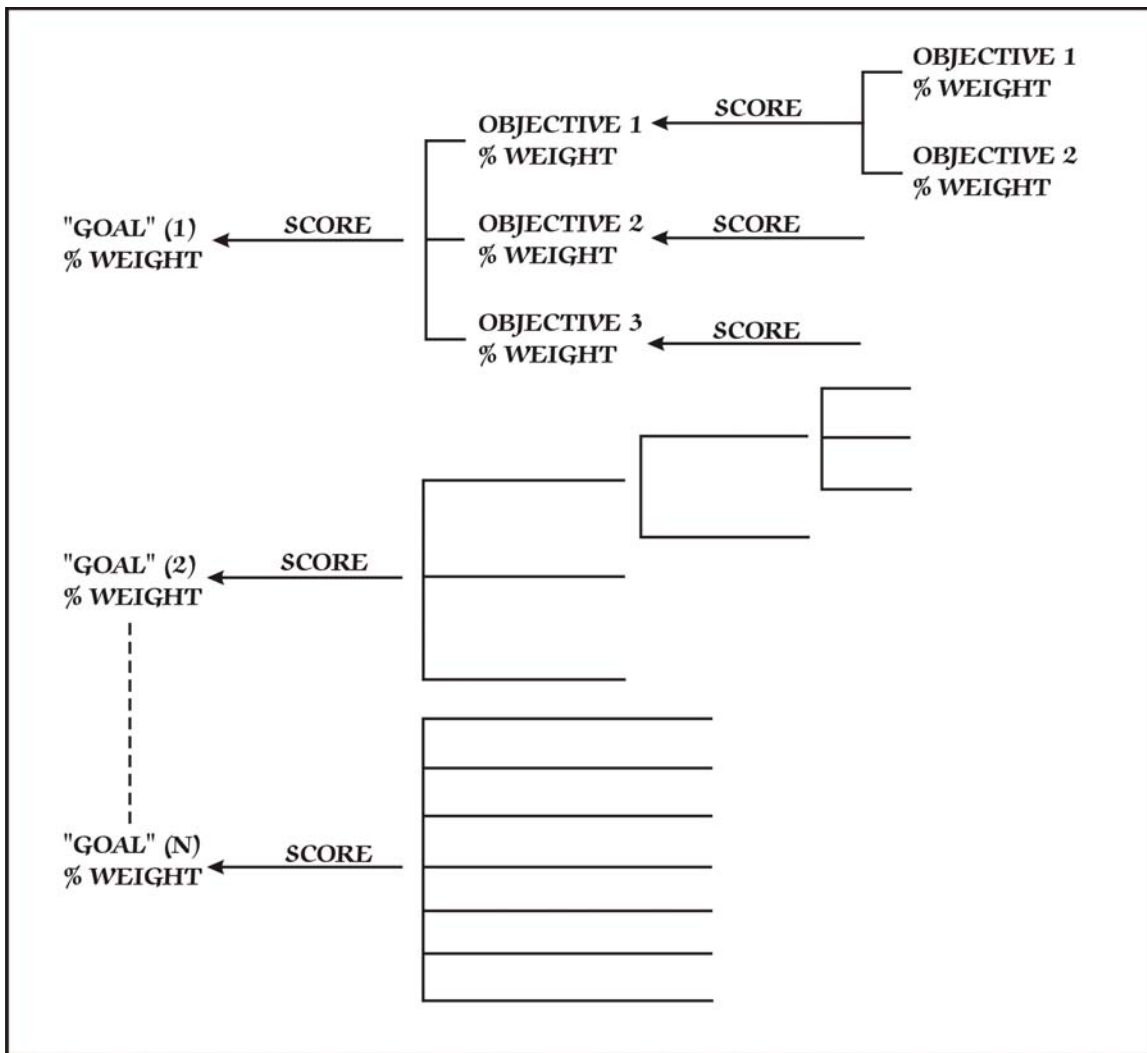 OBJECTIVE 1
% WEIGHT
SCORE
OBJECTIVE 1
% WEIGHT
OBJECTIVE 2
% WEIGHT
"GOAL" (1)
% WEIGHT
SCORE
OBJECTIVE 2
% WEIGHT
SCORE
OBJECTIVE 3
% WEIGHT
SCORE
"GOAL" (2)
% WEIGHT
SCORE
"GOAL" (N)
% WEIGHT
SCORE